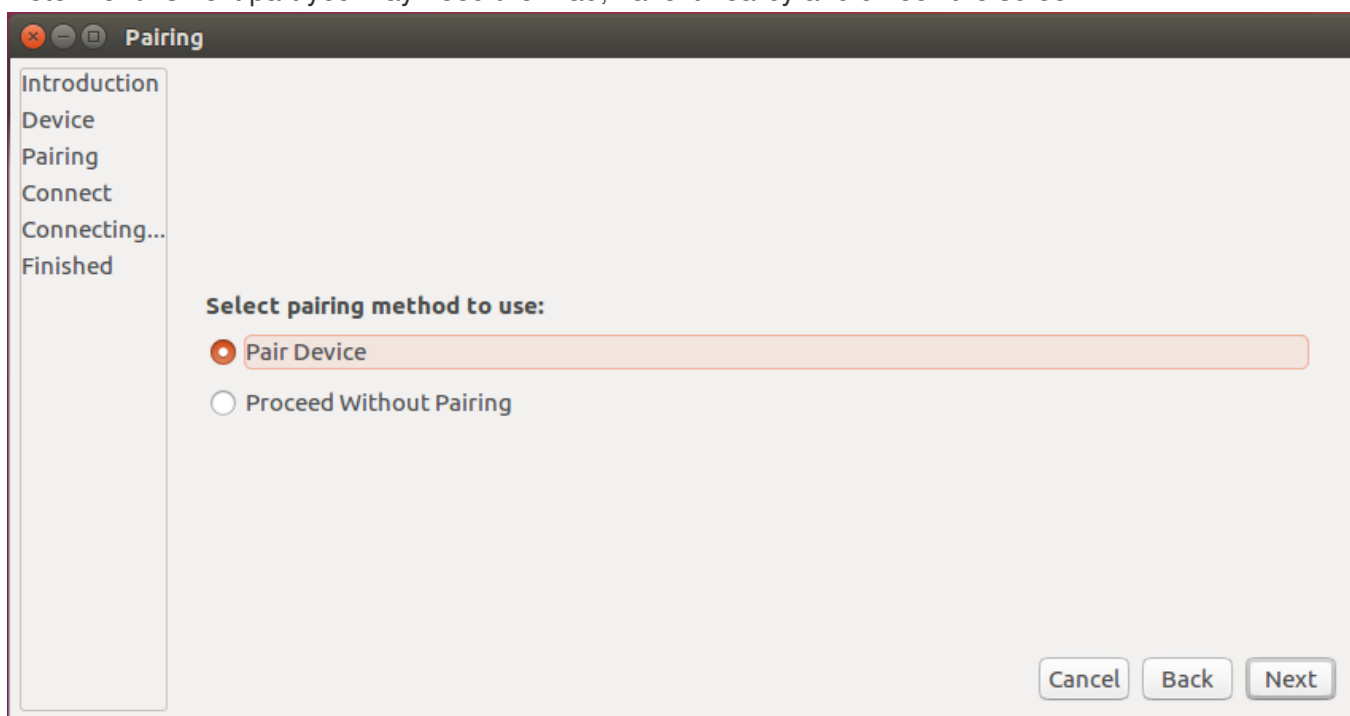 Pairing
Introduction
Device
Pairing
Connect
Connecting...
Finished
Select pairing method to use:
Pair Device
Proceed Without Pairing
Cancel Back Next